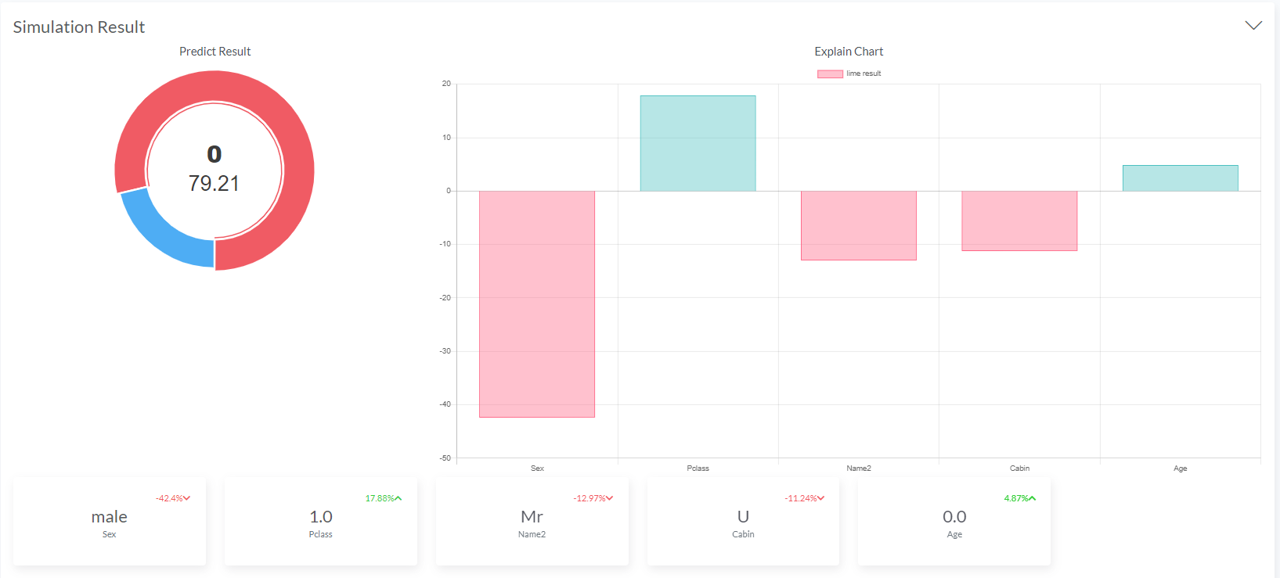 Simulation Result
Predict Result
0
79.21
Explain Chart
lime result
20
10
0
-10
-20
-30
-40
-50
Sex
Pclass
Name2
Cabin
Age
-42.4%
male
Sex
17.88%
1.0
Pclass
-12.97%
Mr
Name2
-11.24%
U
Cabin
4.87%
0.0
Age